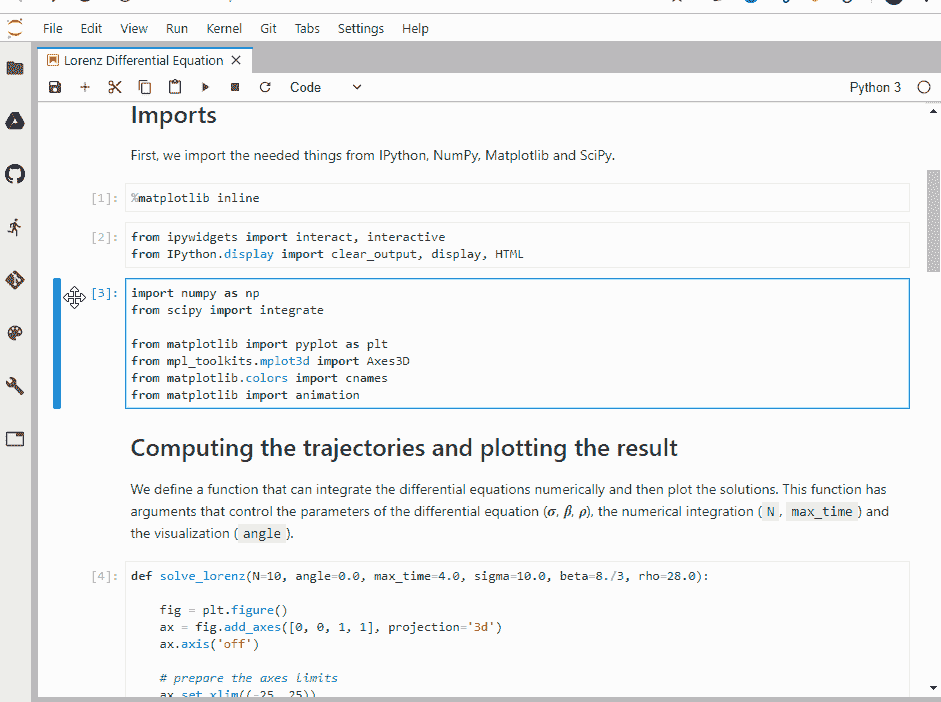 File Edit View Run Kernel Git Tabs Settings Help
Lorenz Differential Equation
Code Python 3
Imports
First, we import the needed things from IPython, NumPy, Matplotlib and SciPy.
[1]: %matplotlib inline
[2]: from ipywidgets import interact, interactive
from IPython.display import clear_output, display, HTML
[3]: import numpy as np
from scipy import integrate
from matplotlib import pyplot as plt
from mpl_toolkits.mplot3d import Axes3D
from matplotlib.colors import cnames
from matplotlib import animation
Computing the trajectories and plotting the result
We define a function that can integrate the differential equations numerically and then plot the solutions. This function has
arguments that control the parameters of the differential equation (σ, β, ρ), the numerical integration ( N , max_time ) and
the visualization ( angle ).
[4]: def solve_lorenz(N=10, angle=0.0, max_time=4.0, sigma=10.0, beta=8./3, rho=28.0):
fig = plt.figure()
ax = fig.add_axes([0, 0, 1, 1], projection='3d')
ax.axis('off')
# prepare the axes limits
ax.set_xlim((-25, 25))